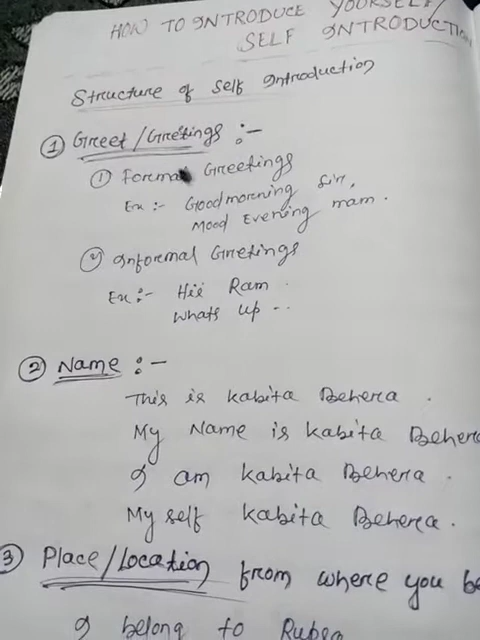 HOW TO INTRODUCE YOURSELF/
SELF INTRODUCTION
Structure of Self Introduction
① Greet/Greetings :-
① Formal Greetings
Ex :- Good morning Sir,
Mood Evening mam.
② Informal Greetings
Ex :- Hii Ram
Whats up ..
② Name :-
This is Kabita Behera.
My Name is Kabita Behera
I am Kabita Behera.
My self Kabita Behera.
③ Place/Location from where you be
I belong to